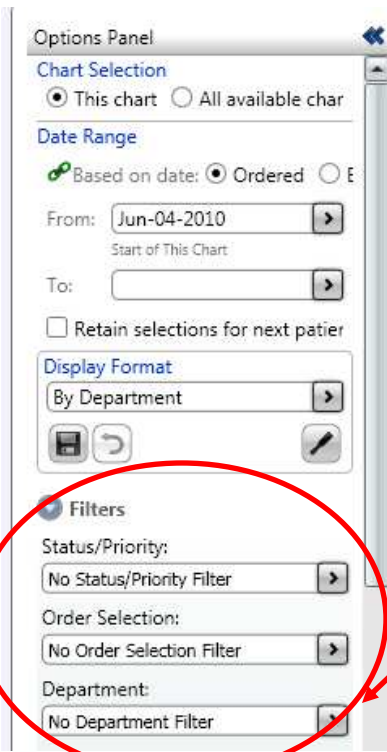 Options Panel
Chart Selection
This chart All available char
Date Range
Based on date: Ordered E
From: Jun-04-2010
Start of This Chart
To:
Retain selections for next patier
Display Format
By Department
Filters
Status/Priority:
No Status/Priority Filter
Order Selection:
No Order Selection Filter
Department:
No Department Filter